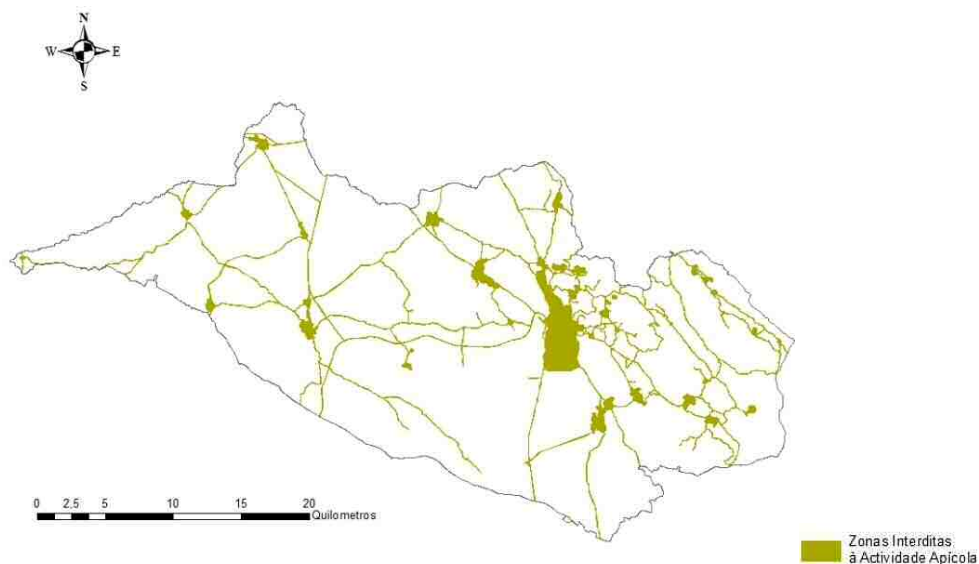 N
W E
S
0 2,5 5 10 15 20
Quilometros
Zonas Interditas
à Actividade Apícola